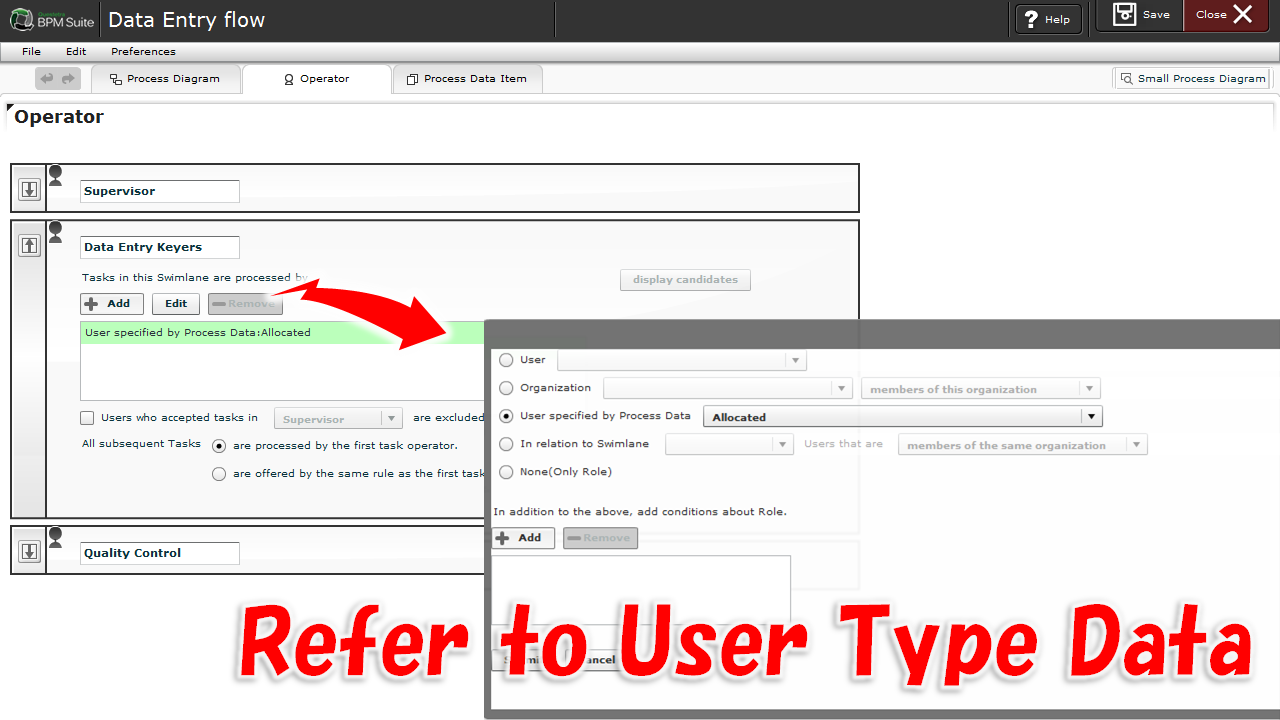 BPM Suite
Data Entry flow
Help
Save
Close
File Edit Preferences
Process Diagram
Operator
Process Data Item
Small Process Diagram
Operator
Supervisor
Data Entry Keyers
Tasks in this Swimlane are processed by
display candidates
Add
Edit
Remove
User specified by Process Data:Allocated
Users who accepted tasks in Supervisor are excluded
All subsequent Tasks are processed by the first task operator.
are offered by the same rule as the first task
Quality Control
User
Organization members of this organization
User specified by Process Data Allocated
In relation to Swimlane Users that are members of the same organization
None(Only Role)
In addition to the above, add conditions about Role.
Add
Remove
Refer to User Type Data